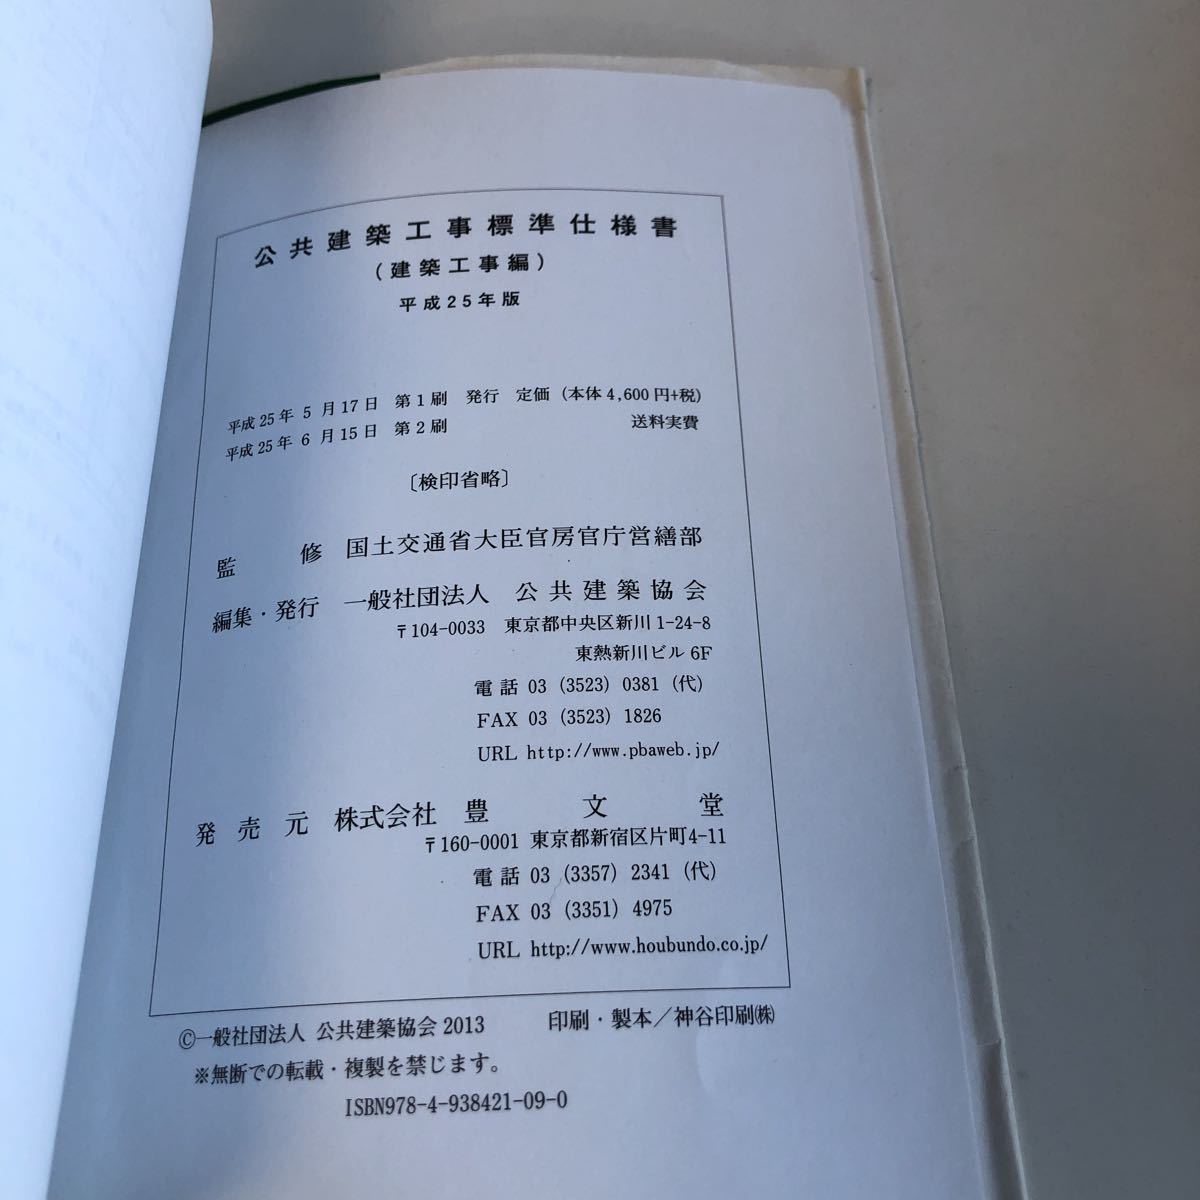 公共建築工事標準仕様書
(建築工事編)
平成25年版
平成25年 5月17日 第1刷 発行 定価(本体4,600円+税)
平成25年 6月15日 第2刷 送料実費
〔検印省略〕
監修 国土交通省大臣官房官庁営繕部
編集・発行 一般社団法人 公共建築協会
〒104-0033 東京都中央区新川1-24-8
東熱新川ビル6F
電話 03 (3523) 0381 (代)
FAX 03 (3523) 1826
URL http://www.pbaweb.jp/
発売元 株式会社 豊文堂
〒160-0001 東京都新宿区片町4-11
電話 03 (3357) 2341 (代)
FAX 03 (3351) 4975
URL http://www.houbundo.co.jp/
©一般社団法人 公共建築協会 2013 印刷・製本/神谷印刷㈱
※無断での転載・複製を禁じます。
ISBN978-4-938421-09-0